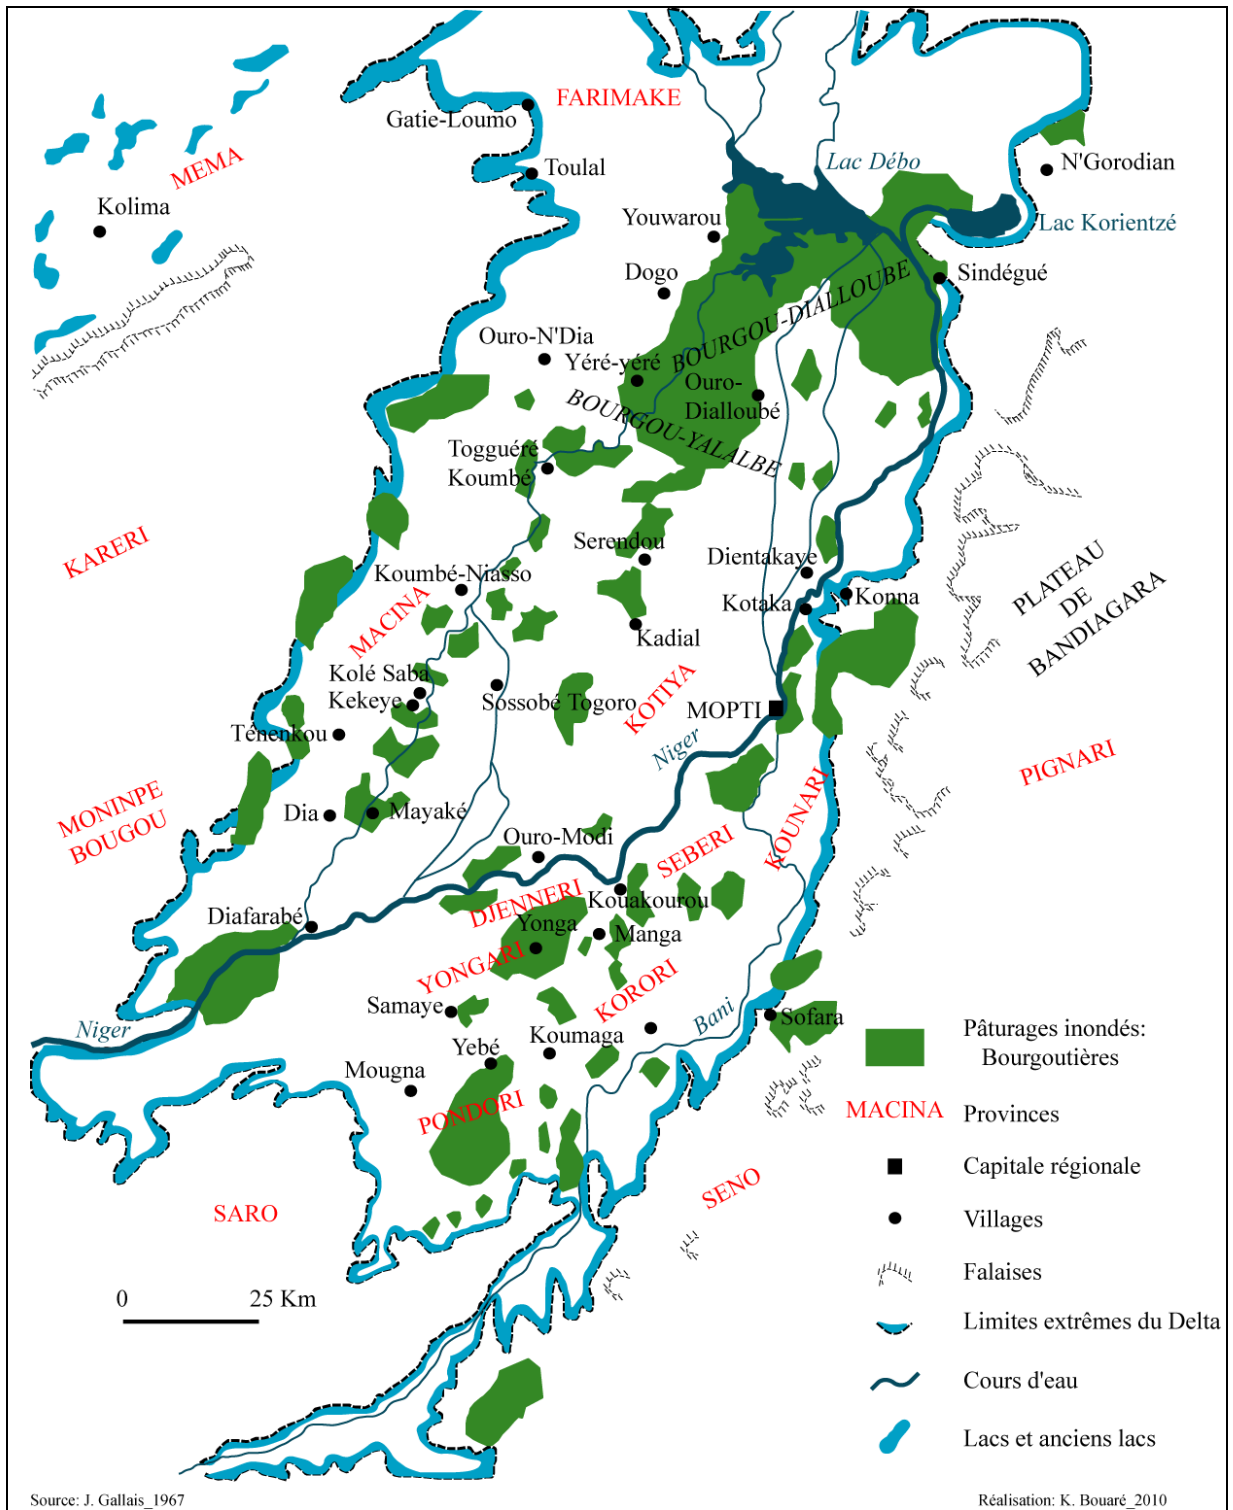 FARIMAKE
Gatie-Loumo
MEMA
Toulal
Lac Débo
N'Gorodian
Kolima
Youwarou
Lac Korientzé
Dogo
Sindégué
BOURGOU-DIALLOUBE
Ouro-N'Dia
Yéré-yéré
Ouro-
Dialloubé
BOURGOU-YALALBE
Togguéré
Koumbé
KARERI
Serendou
Dientakaye
Koumbé-Niasso
PLATEAU
DE
BANDIAGARA
Kotaka
Konna
MACINA
Kadial
Kolé Saba
Kekeye
Sossobé Togoro
KOTIYA
MOPTI
Ténenkou
Niger
PIGNARI
MONINPE
BOUGOU
Dia
Mayaké
KOUNARI
Ouro-Modi
SEBERI
DJENNERI
Kouakourou
Diafarabé
Yonga
Manga
YONGARI
KORORI
Samaye
Niger
Bani
Sofara
Koumaga
Yebé
Mougna
PONDORI
SARO
SENO
0 25 Km
Pâturages inondés:
Bourgoutières
MACINA Provinces
Capitale régionale
Villages
Falaises
Limites extrêmes du Delta
Cours d'eau
Lacs et anciens lacs
Source: J. Gallais_1967
Réalisation: K. Bouaré_2010